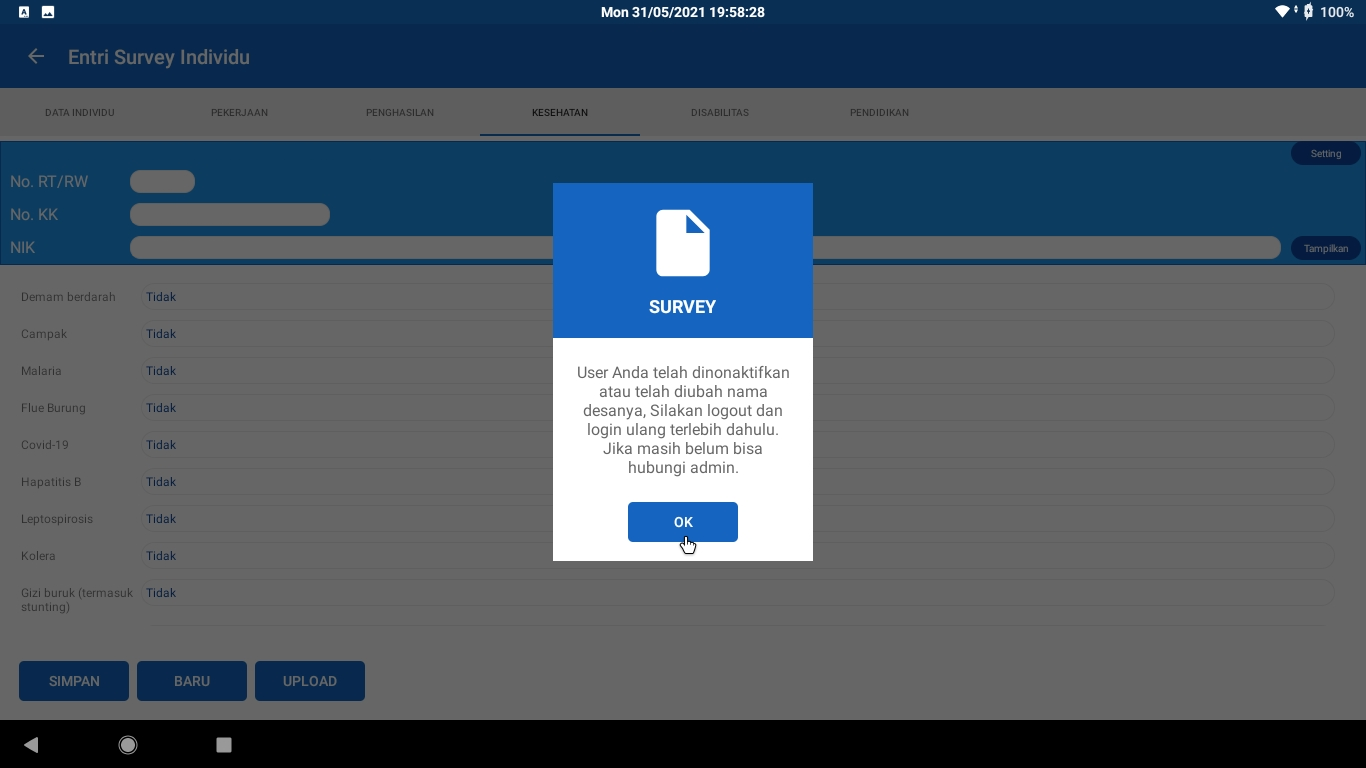 Mon 31/05/2021 19:58:28
100%
Entri Survey Individu
DATA INDIVIDU
PEKERJAAN
PENGHASILAN
KESEHATAN
DISABILITAS
PENDIDIKAN
Setting
No. RT/RW
No. KK
NIK
Tampilkan
Demam berdarah
Tidak
Campak
Tidak
Malaria
Tidak
Flue Burung
Tidak
Covid-19
Tidak
Hapatitis B
Tidak
Leptospirosis
Tidak
Kolera
Tidak
Gizi buruk (termasuk
stunting)
Tidak
SURVEY
User Anda telah dinonaktifkan
atau telah diubah nama
desanya, Silakan logout dan
login ulang terlebih dahulu.
Jika masih belum bisa
hubungi admin.
OK
SIMPAN
BARU
UPLOAD